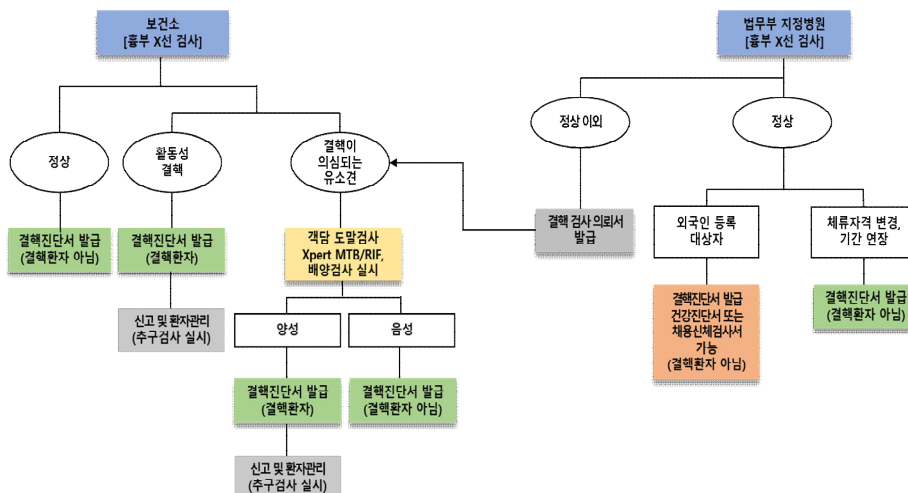 보건소
[흉부 X선 검사]
법무부 지정병원
[흉부 X선 검사]
정상
활동성
결핵
결핵이
의심되는
유소견
정상 이외
정상
결핵진단서 발급
(결핵환자 아님)
결핵진단서 발급
(결핵환자)
객담 도말검사
Xpert MTB/RIF,
배양검사 실시
결핵 검사 의뢰서
발급
외국인 등록
대상자
체류자격 변경,
기간 연장
신고 및 환자관리
(추구검사 실시)
양성
음성
결핵진단서 발급
건강진단서 또는
채용신체검사서
가능
(결핵환자 아님)
결핵진단서 발급
(결핵환자 아님)
결핵진단서 발급
(결핵환자)
결핵진단서 발급
(결핵환자 아님)
신고 및 환자관리
(추구검사 실시)